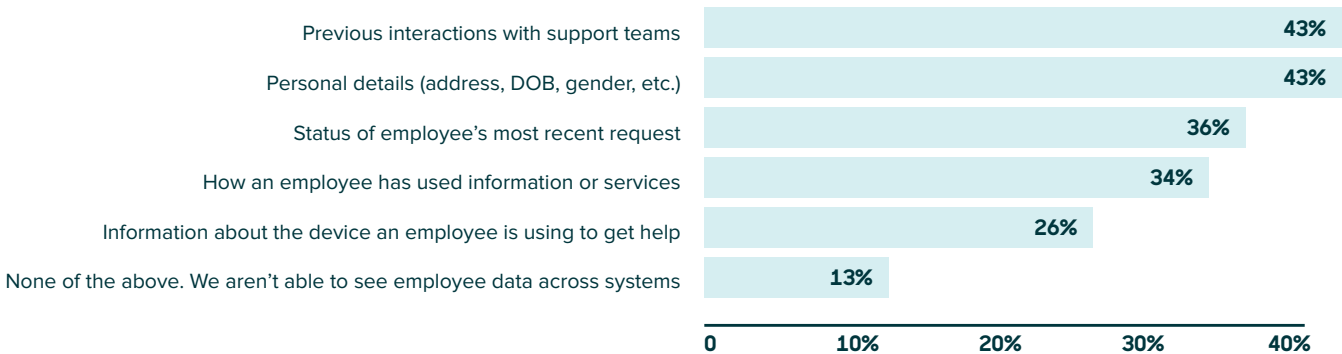 Previous interactions with support teams 43%
Personal details (address, DOB, gender, etc.) 43%
Status of employee’s most recent request 36%
How an employee has used information or services 34%
Information about the device an employee is using to get help 26%
None of the above. We aren’t able to see employee data across systems 13%
0 10% 20% 30% 40%